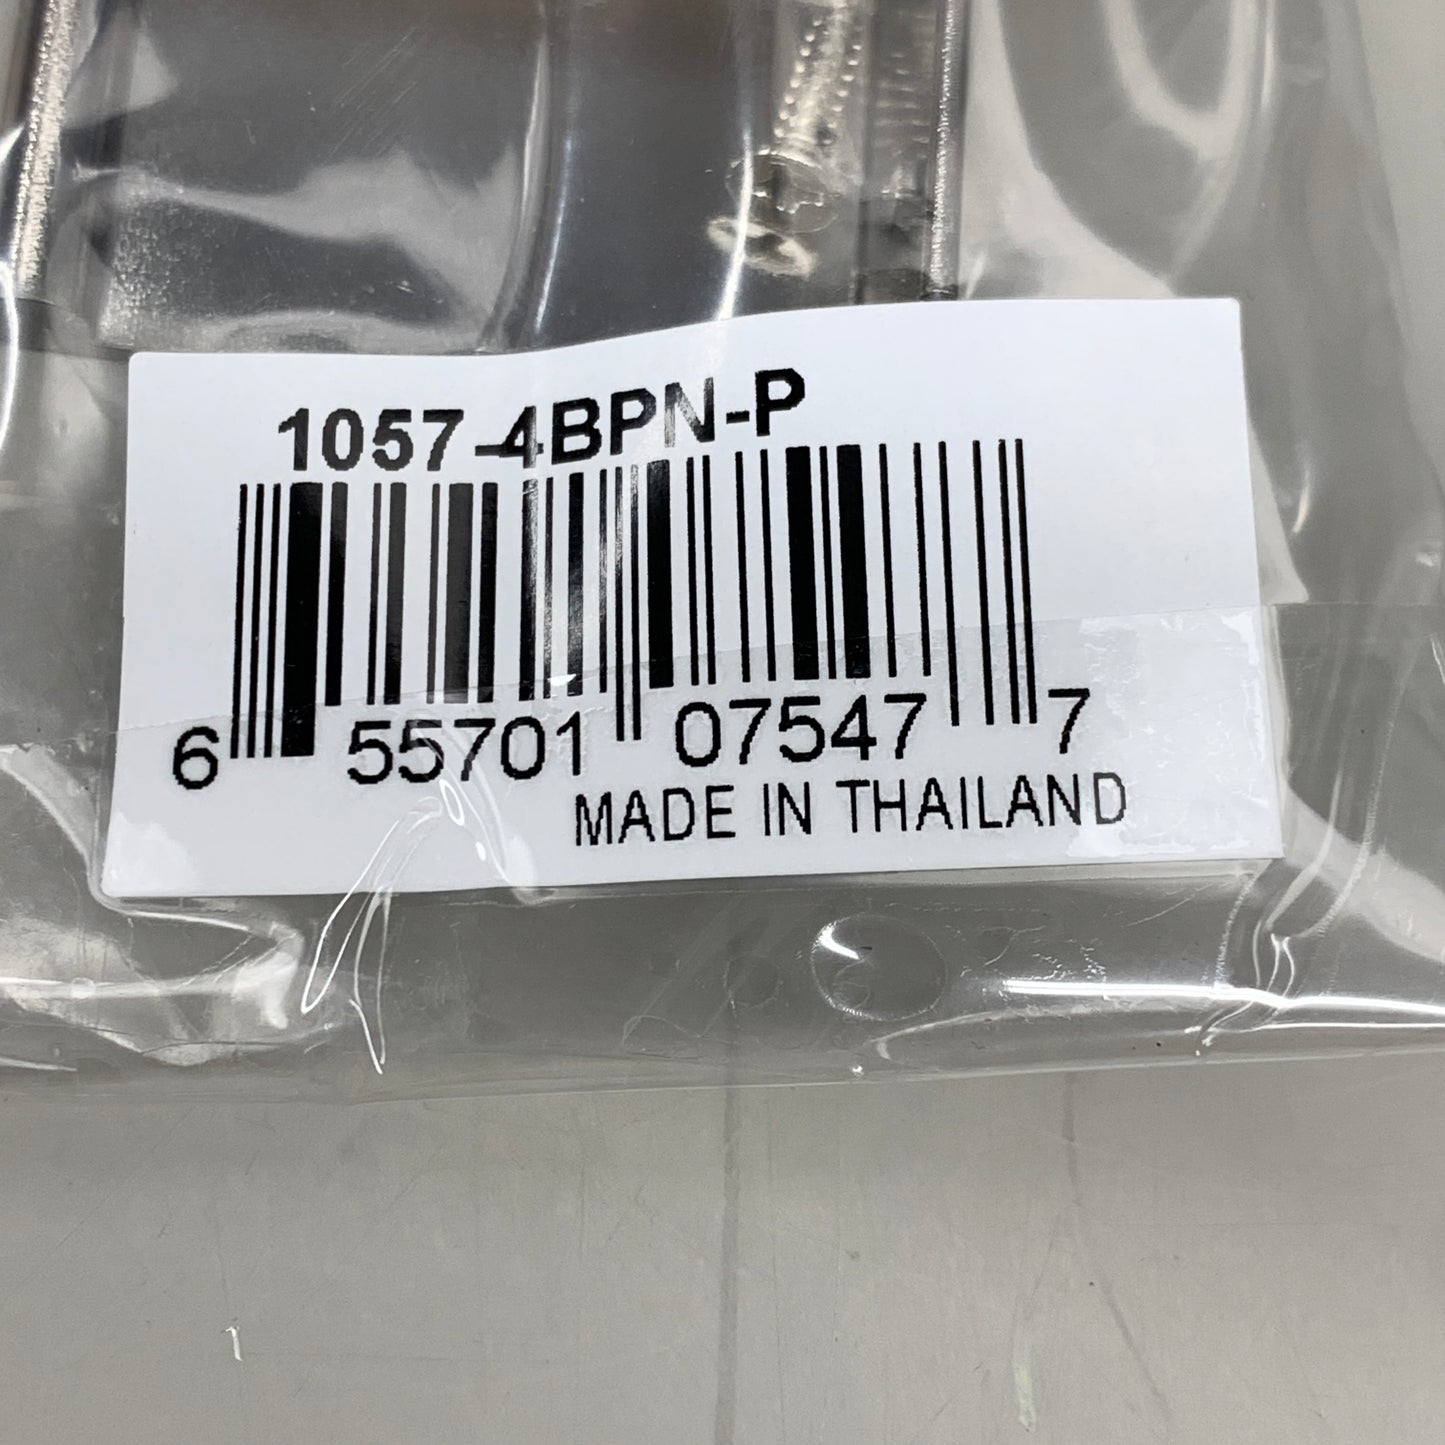 1057-4BPN-P
6 55701 07547 7
MADE IN THAILAND